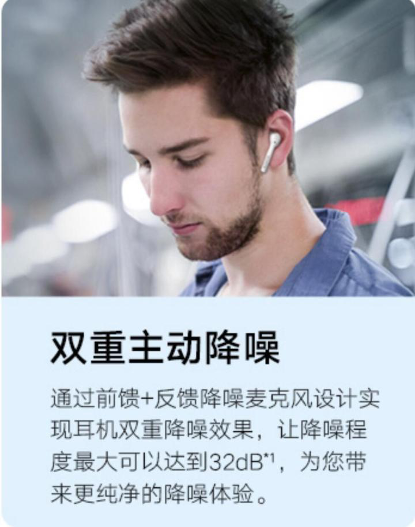 双重主动降噪
通过前馈+反馈降噪麦克风设计实
现耳机双重降噪效果，让降噪程
度最大可以达到32dB*1，为您带
来更纯净的降噪体验。